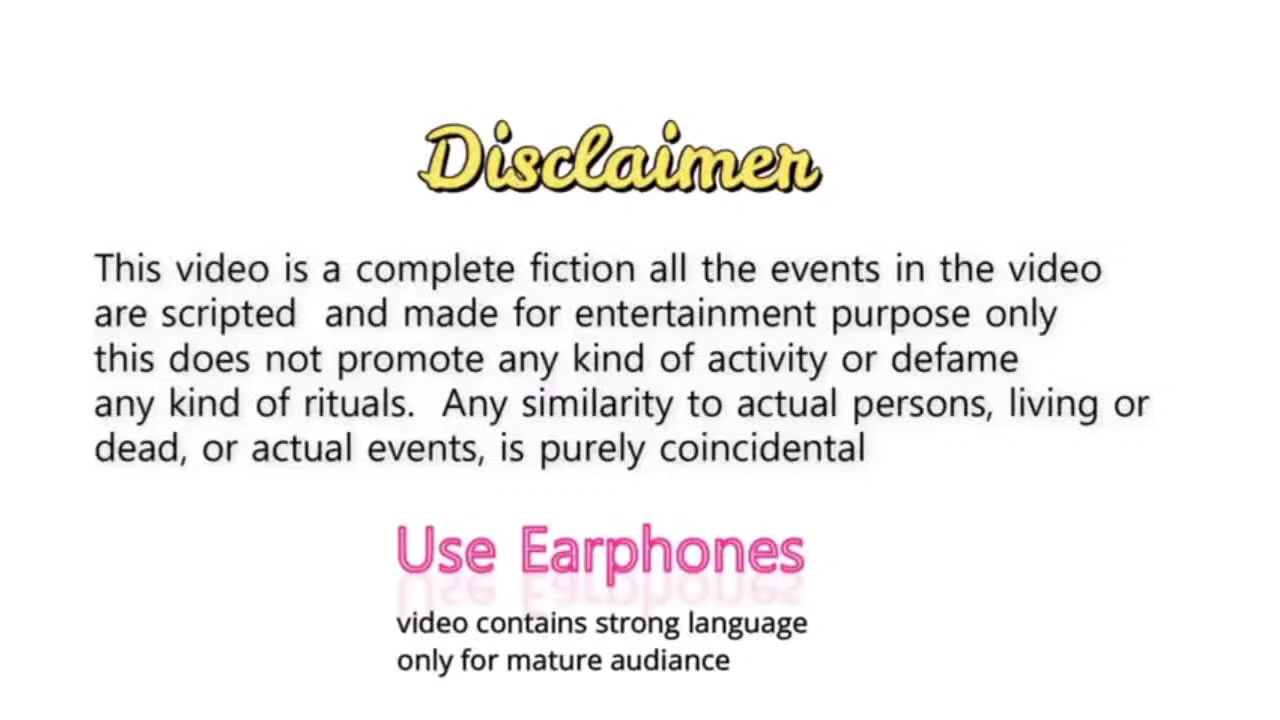 Disclaimer
This video is a complete fiction all the events in the video
are scripted  and made for entertainment purpose only
this does not promote any kind of activity or defame
any kind of rituals.  Any similarity to actual persons, living or
dead, or actual events, is purely coincidental
Use Earphones
video contains strong language
only for mature audiance